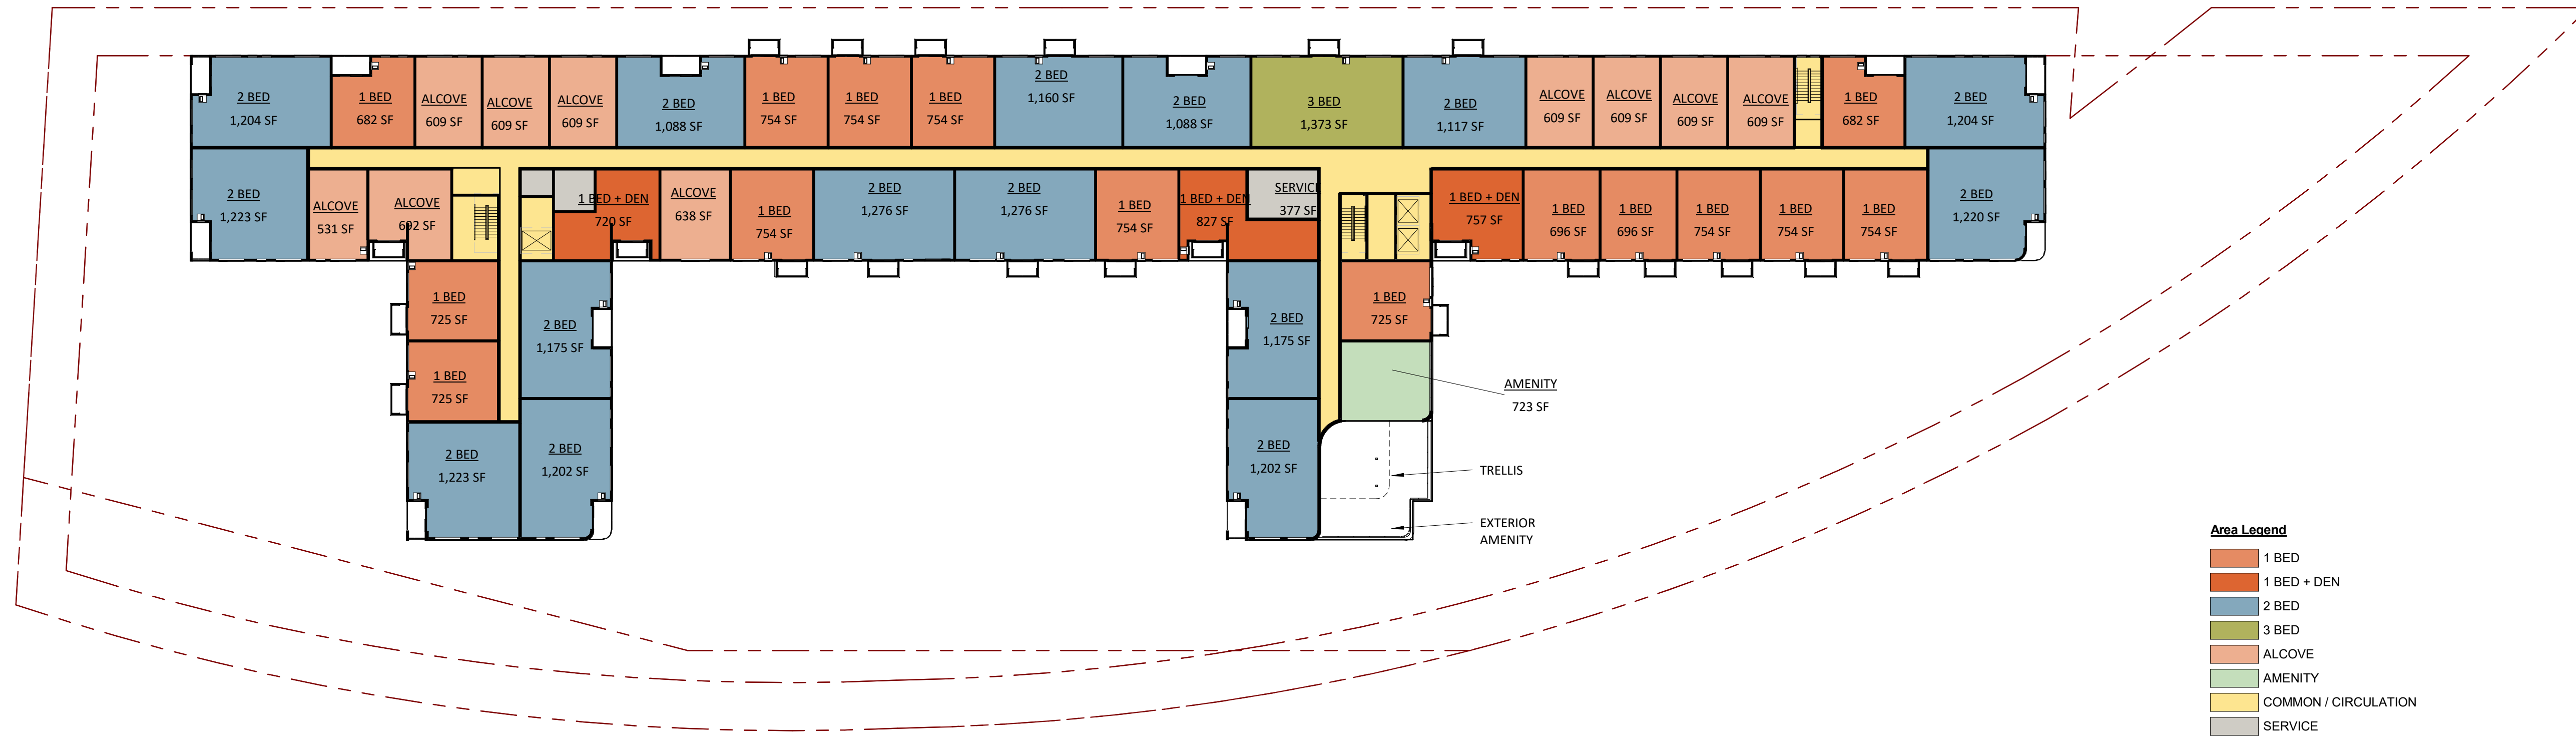 2 BED
1,204 SF
1 BED
682 SF
ALCOVE
609 SF
ALCOVE
609 SF
ALCOVE
609 SF
2 BED
1,088 SF
1 BED
754 SF
1 BED
754 SF
1 BED
754 SF
2 BED
1,160 SF
2 BED
1,088 SF
3 BED
1,373 SF
2 BED
1,117 SF
ALCOVE
609 SF
ALCOVE
609 SF
ALCOVE
609 SF
ALCOVE
609 SF
1 BED
682 SF
2 BED
1,204 SF
2 BED
1,223 SF
ALCOVE
531 SF
ALCOVE
692 SF
1 BED + DEN
720 SF
ALCOVE
638 SF
1 BED
754 SF
2 BED
1,276 SF
2 BED
1,276 SF
1 BED
754 SF
1 BED + DEN
827 SF
SERVICE
377 SF
1 BED + DEN
757 SF
1 BED
696 SF
1 BED
696 SF
1 BED
754 SF
1 BED
754 SF
1 BED
754 SF
2 BED
1,220 SF
1 BED
725 SF
2 BED
1,175 SF
2 BED
1,175 SF
1 BED
725 SF
1 BED
725 SF
AMENITY
723 SF
2 BED
1,223 SF
2 BED
1,202 SF
2 BED
1,202 SF
TRELLIS
EXTERIOR
AMENITY
Area Legend
1 BED
1 BED + DEN
2 BED
3 BED
ALCOVE
AMENITY
COMMON / CIRCULATION
SERVICE